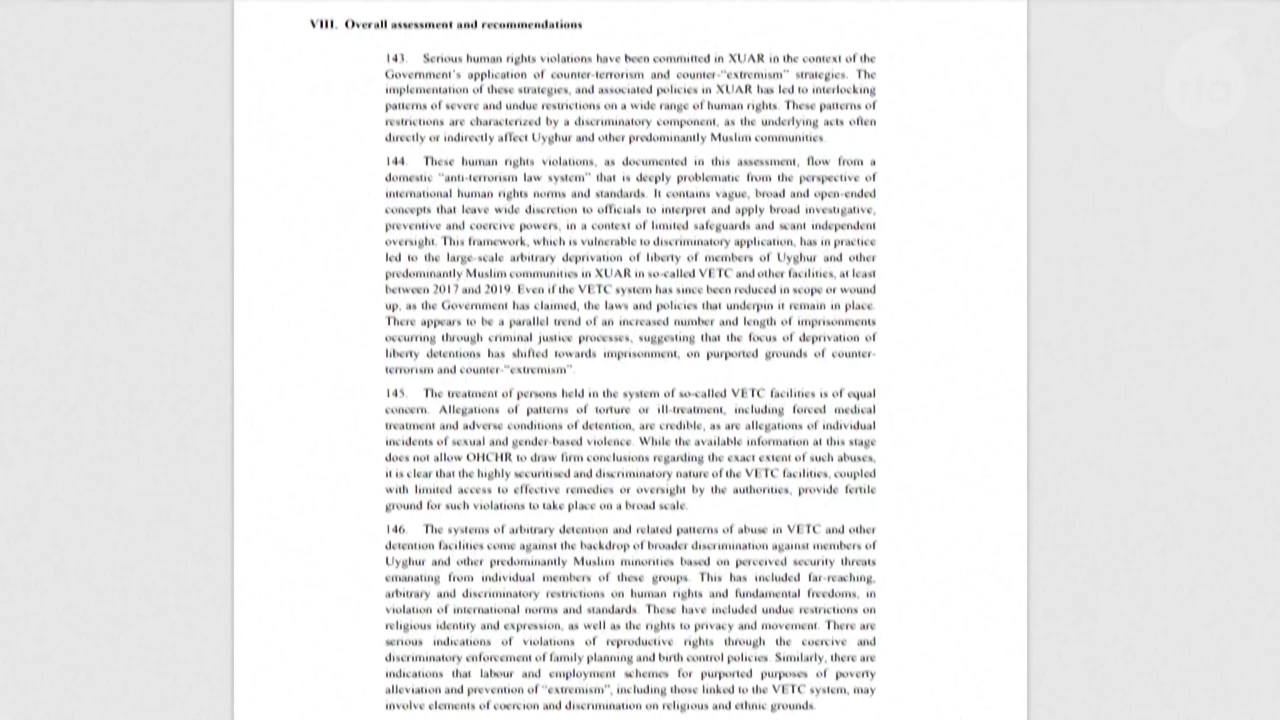 VIII. Overall assessment and recommendations
143. Serious human rights violations have been committed in XUAR in the context of the
Government's application of counter-terrorism and counter-"extremism" strategies. The
implementation of these strategies, and associated policies in XUAR has led to interlocking
patterns of severe and undue restrictions on a wide range of human rights. These patterns of
restrictions are characterized by a discriminatory component, as the underlying acts often
directly or indirectly affect Uyghur and other predominantly Muslim communities.
144. These human rights violations, as documented in this assessment, flow from a
domestic "anti-terrorism law system" that is deeply problematic from the perspective of
international human rights norms and standards. It contains vague, broad and open-ended
concepts that leave wide discretion to officials to interpret and apply broad investigative,
preventive and coercive powers, in a context of limited safeguards and scant independent
oversight. This framework, which is vulnerable to discriminatory application, has in practice
led to the large-scale arbitrary deprivation of liberty of members of Uyghur and other
predominantly Muslim communities in XUAR in so-called VETC and other facilities, at least
between 2017 and 2019. Even if the VETC system has since been reduced in scope or wound
up, as the Government has claimed, the laws and policies that underpin it remain in place.
There appears to be a parallel trend of an increased number and length of imprisonments
occurring through criminal justice processes, suggesting that the focus of deprivation of
liberty detentions has shifted towards imprisonment, on purported grounds of counter-
terrorism and counter-"extremism".
145. The treatment of persons held in the system of so-called VETC facilities is of equal
concern. Allegations of patterns of torture or ill-treatment, including forced medical
treatment and adverse conditions of detention, are credible, as are allegations of individual
incidents of sexual and gender-based violence. While the available information at this stage
does not allow OHCHR to draw firm conclusions regarding the exact extent of such abuses,
it is clear that the highly securitised and discriminatory nature of the VETC facilities, coupled
with limited access to effective remedies or oversight by the authorities, provide fertile
ground for such violations to take place on a broad scale.
146. The systems of arbitrary detention and related patterns of abuse in VETC and other
detention facilities come against the backdrop of broader discrimination against members of
Uyghur and other predominantly Muslim minorities based on perceived security threats
emanating from individual members of these groups. This has included far-reaching,
arbitrary and discriminatory restrictions on human rights and fundamental freedoms, in
violation of international norms and standards. These have included undue restrictions on
religious identity and expression, as well as the rights to privacy and movement. There are
serious indications of violations of reproductive rights through the coercive and
discriminatory enforcement of family planning and birth control policies. Similarly, there are
indications that labour and employment schemes for purported purposes of poverty
alleviation and prevention of "extremism", including those linked to the VETC system, may
involve elements of coercion and discrimination on religious and ethnic grounds.
rfa